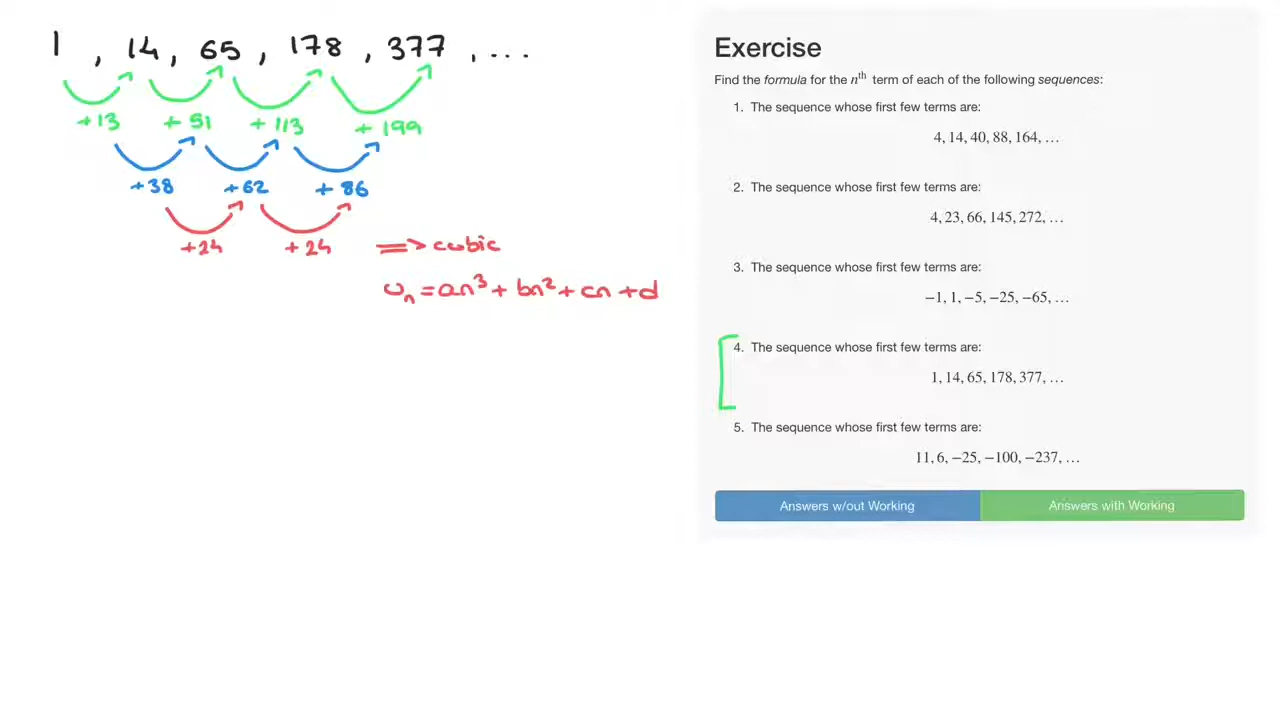 1 , 14 , 65 , 178 , 377 , ....
+13 +51 +113 +199
+38 +62 +86
+24 +24 => cubic
Un = an³ + bn² + cn + d
Exercise
Find the formula for the nth term of each of the following sequences:
1. The sequence whose first few terms are:
4, 14, 40, 88, 164, …
2. The sequence whose first few terms are:
4, 23, 66, 145, 272, …
3. The sequence whose first few terms are:
−1, 1, −5, −25, −65, …
4. The sequence whose first few terms are:
1, 14, 65, 178, 377, …
5. The sequence whose first few terms are:
11, 6, −25, −100, −237, …
Answers w/out Working Answers with Working